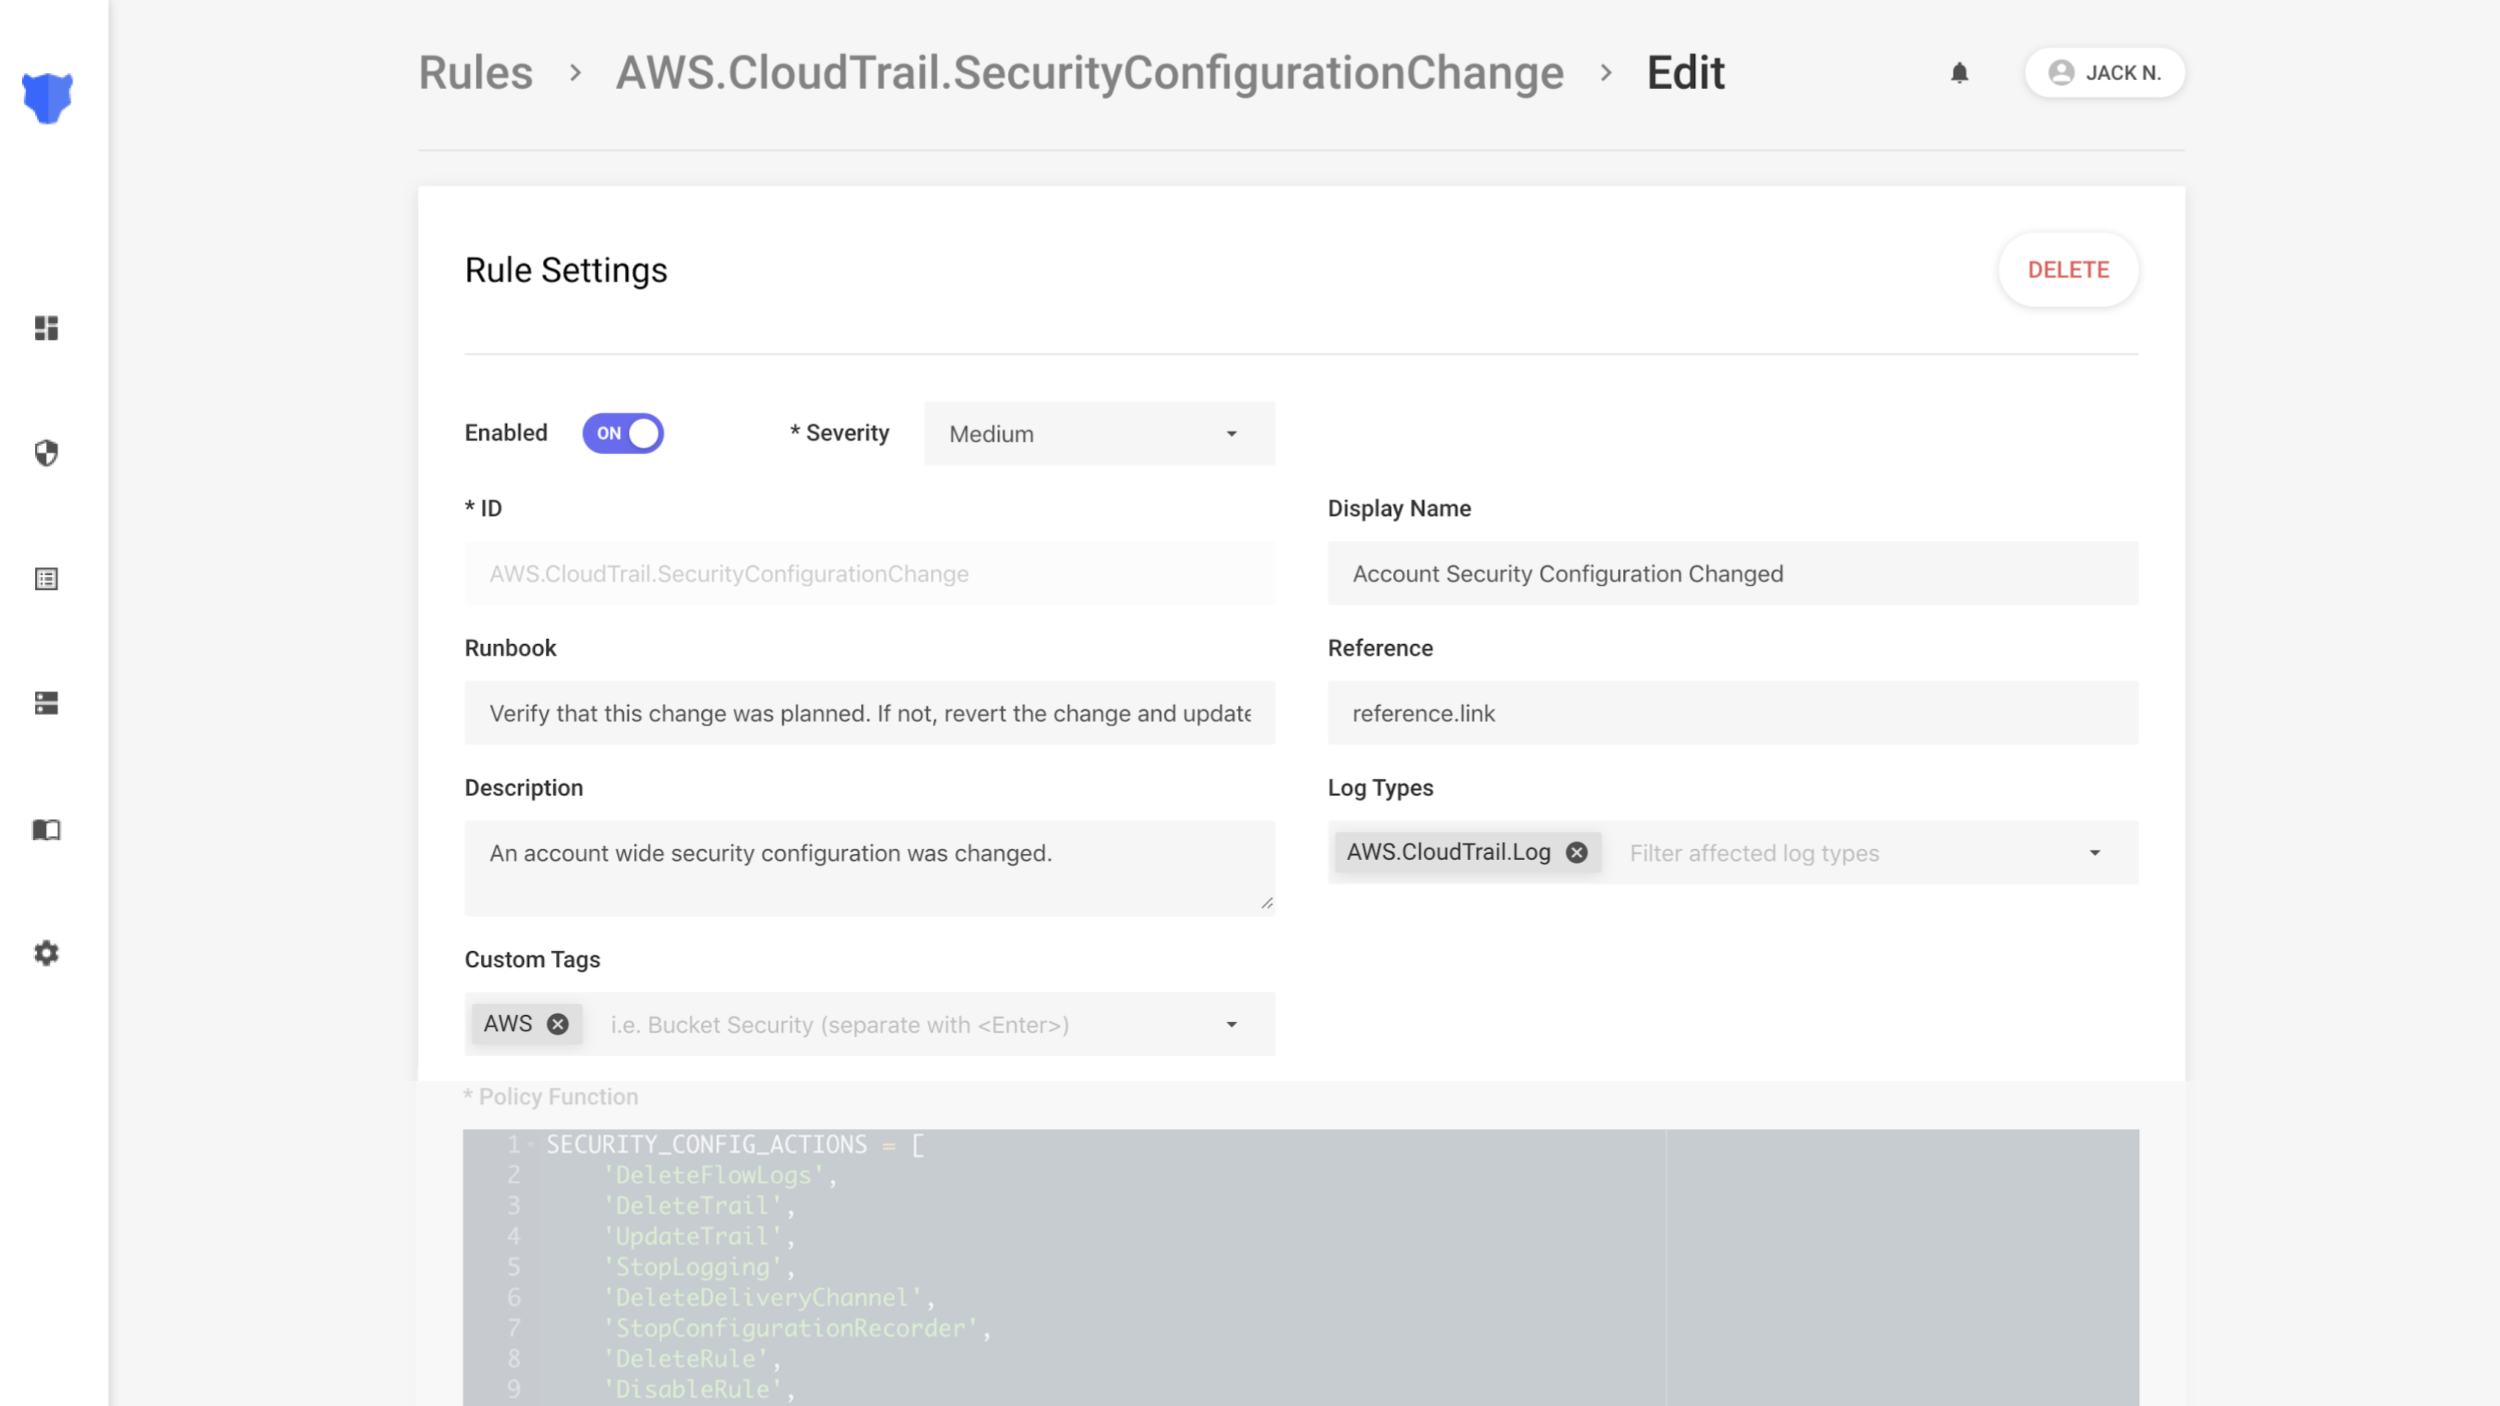 Rules > AWS.CloudTrail.SecurityConfigurationChange > Edit
JACK N.
Rule Settings
DELETE
Enabled ON
* Severity Medium
* ID
Display Name
AWS.CloudTrail.SecurityConfigurationChange
Account Security Configuration Changed
Runbook
Reference
Verify that this change was planned. If not, revert the change and update
reference.link
Description
Log Types
An account wide security configuration was changed.
AWS.CloudTrail.Log Filter affected log types
Custom Tags
AWS i.e. Bucket Security (separate with <Enter>)
* Policy Function
1 SECURITY_CONFIG_ACTIONS = [
2 'DeleteFlowLogs',
3 'DeleteTrail',
4 'UpdateTrail',
5 'StopLogging',
6 'DeleteDeliveryChannel',
7 'StopConfigurationRecorder',
8 'DeleteRule',
9 'DisableRule',